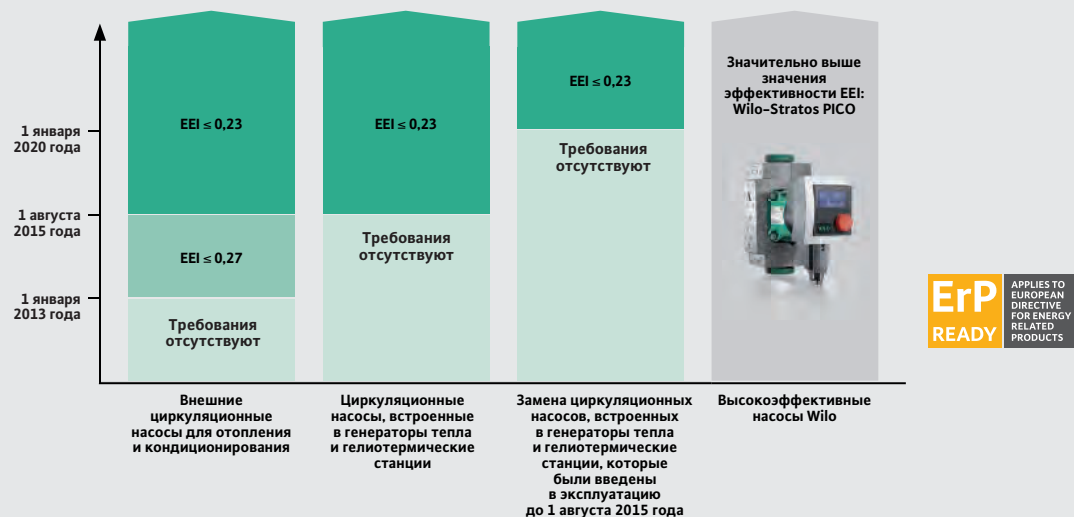 EEI ≤ 0,23
EEI ≤ 0,27
Требования
отсутствуют
EEI ≤ 0,23
Требования
отсутствуют
EEI ≤ 0,23
Требования
отсутствуют
Значительно выше
значения
эффективности EEI:
Wilo-Stratos PICO
1 января
2020 года
1 августа
2015 года
1 января
2013 года
Внешние
циркуляционные
насосы для отопления
и кондиционирования
Циркуляционные
насосы, встроенные
в генераторы тепла
и гелиотермические
станции
Замена циркуляционных
насосов, встроенных
в генераторы тепла
и гелиотермические
станции, которые
были введены
в эксплуатацию
до 1 августа 2015 года
Высокоэффективные
насосы Wilo
ErP
READY
APPLIES TO
EUROPEAN
DIRECTIVE
FOR ENERGY
RELATED
PRODUCTS